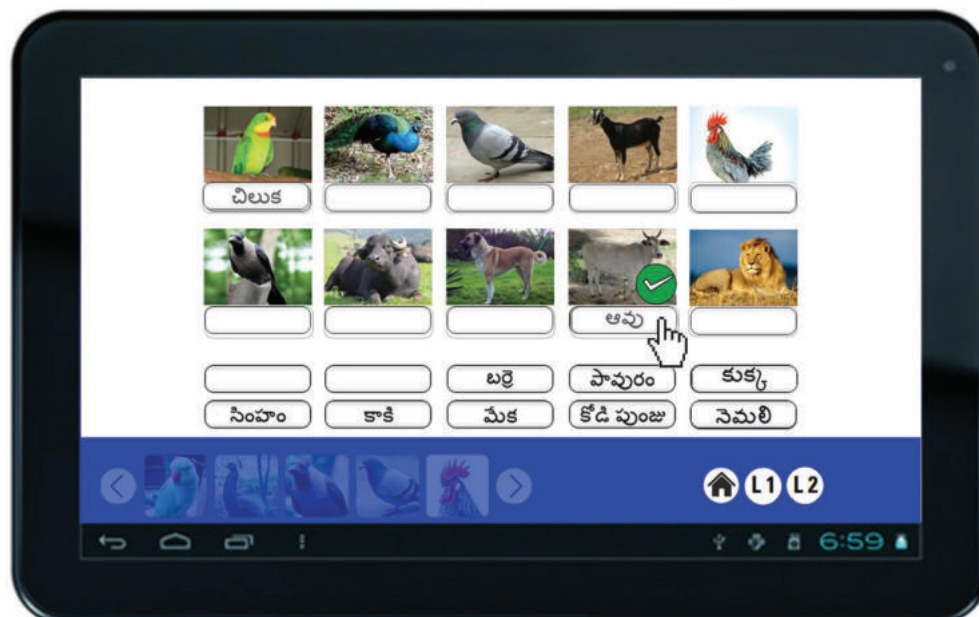 చిలుక
ఆవు
బర్రె పావురం కుక్క
సింహం కాకి మేక కోడి పుంజు నెమలి
L1 L2
6:59